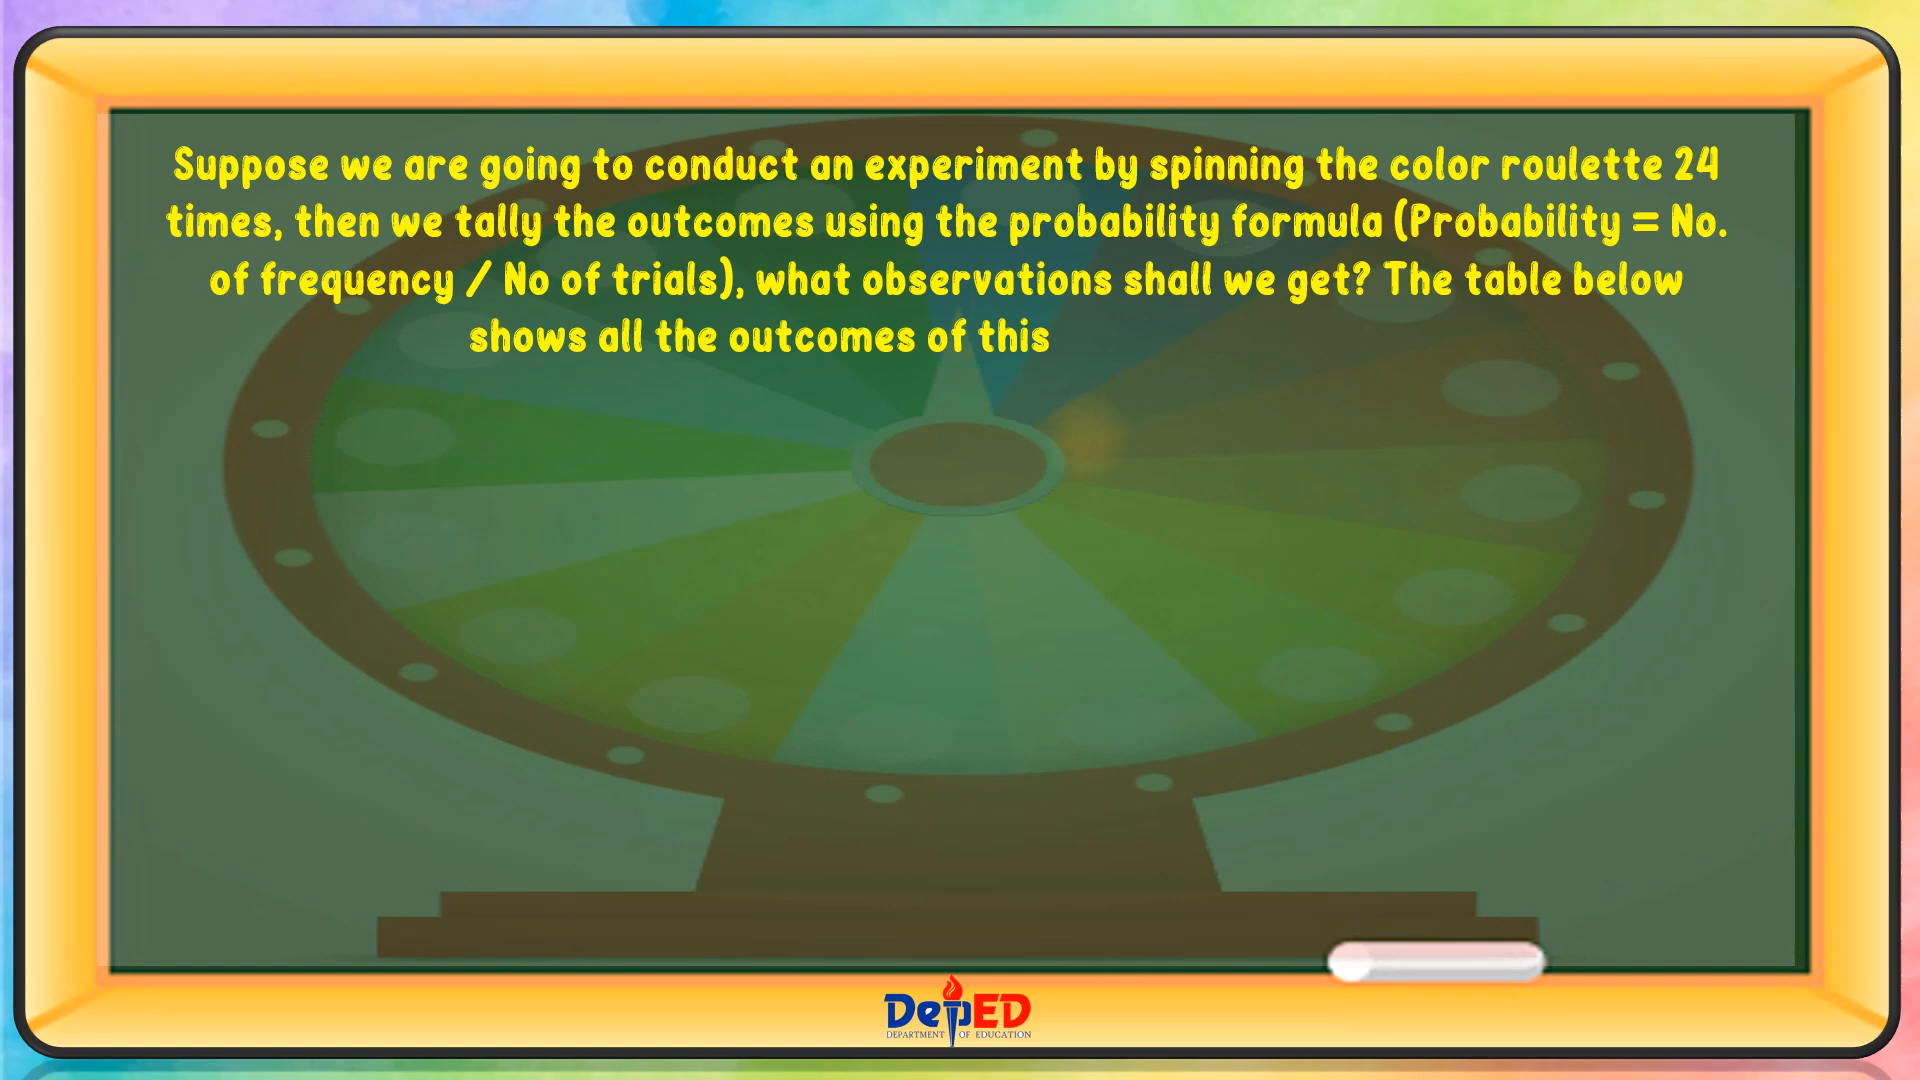 Suppose we are going to conduct an experiment by spinning the color roulette 24
times, then we tally the outcomes using the probability formula (Probability = No.
of frequency / No of trials), what observations shall we get? The table below
shows all the outcomes of this
DepED
DEPARTMENT OF EDUCATION